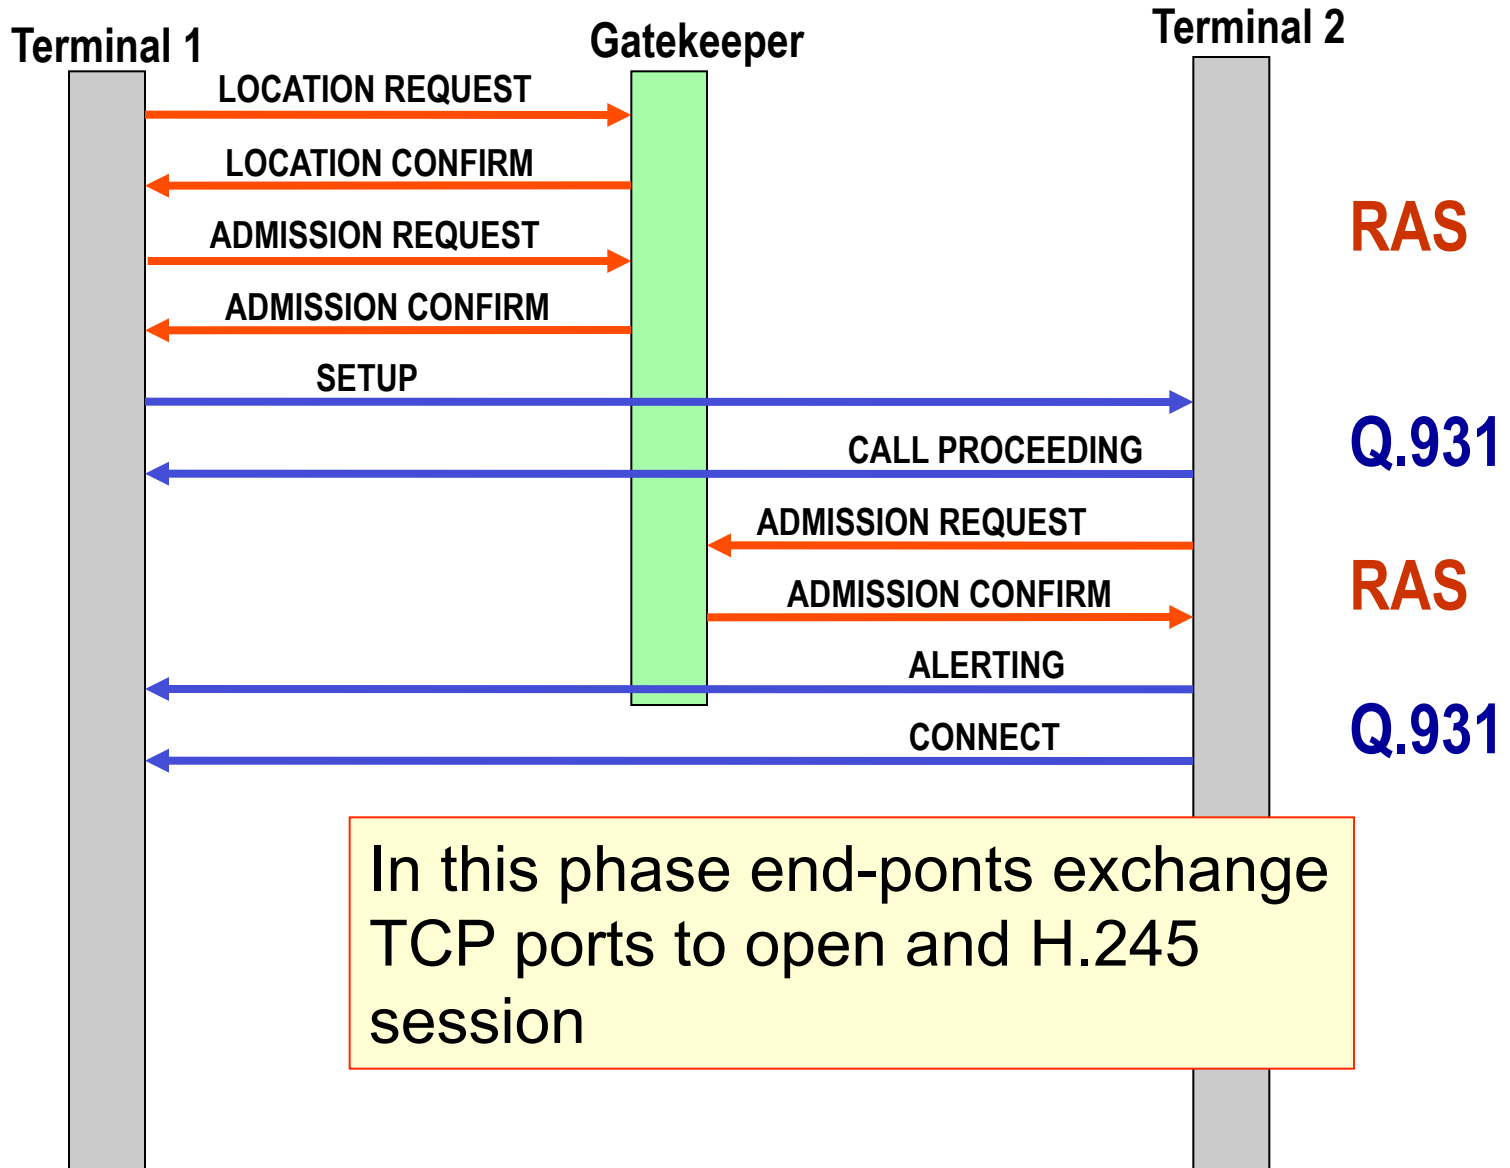 Terminal 1
Gatekeeper
Terminal 2
LOCATION REQUEST
LOCATION CONFIRM
RAS
ADMISSION REQUEST
ADMISSION CONFIRM
SETUP
Q.931
CALL PROCEEDING
ADMISSION REQUEST
RAS
ADMISSION CONFIRM
ALERTING
Q.931
CONNECT
In this phase end-ponts exchange
TCP ports to open and H.245
session